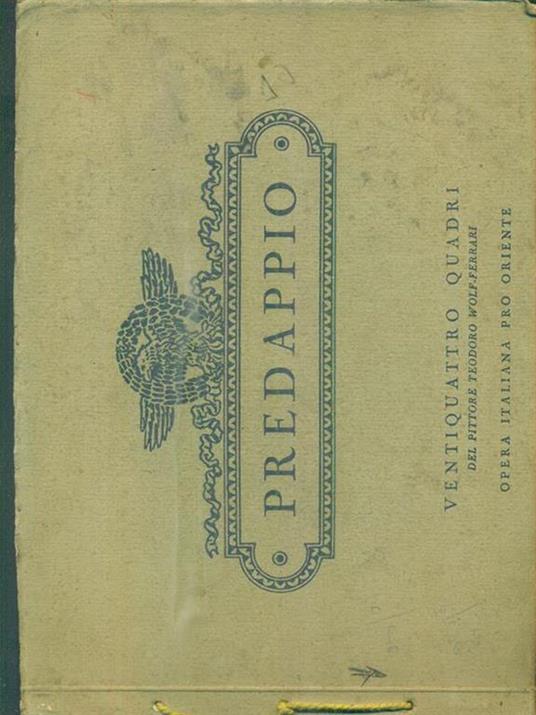 PREDAPPIO
VENTIQUATTRO QUADRI
DEL PITTORE TEODORO WOLF-FERRARI
OPERA ITALIANA PRO ORIENTE